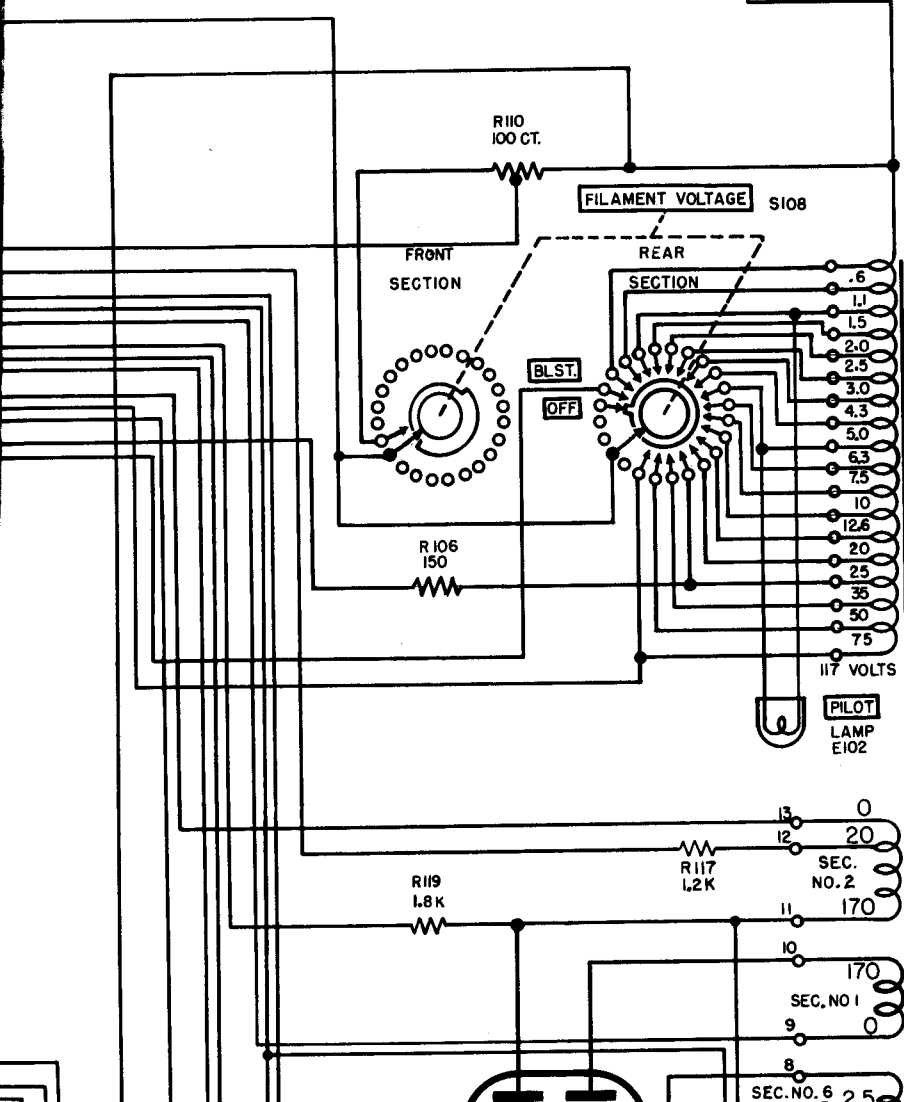 R110
100 CT.
FILAMENT VOLTAGE
S108
FRONT
SECTION
REAR
SECTION
.6
1.1
1.5
2.0
2.5
3.0
4.3
5.0
6.3
7.5
10
12.6
20
25
35
50
75
117 VOLTS
BLST.
OFF
R106
150
PILOT
LAMP
E102
13
0
12
20
SEC.
NO. 2
R117
1.2K
R119
1.8K
11
170
10
170
SEC. NO 1
9
0
8
SEC. NO. 6
2.5